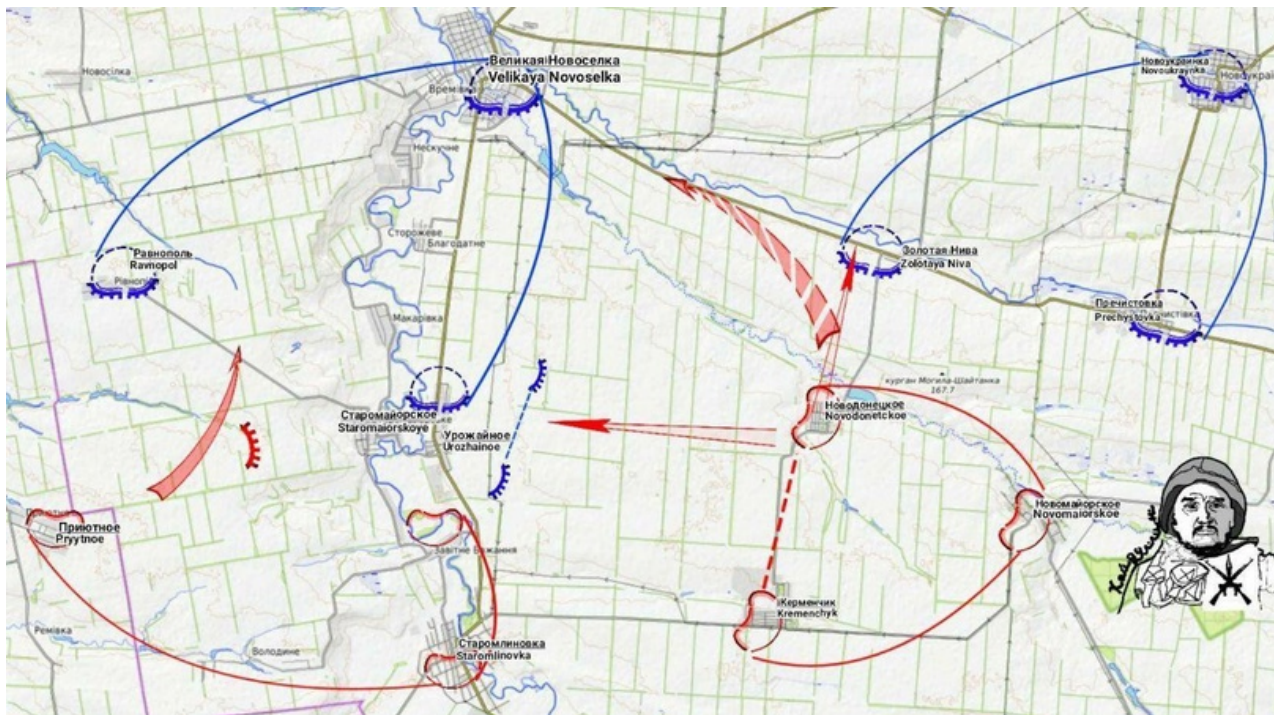 Великая Новоселка
Velikaya Novoselka
Времівка
Новоукраинка
Novoukraynka
Новоукраї
Новосілка
Нескучне
Сторожеве
Благодатне
Равнополь
Ravnopol
Рівнопіль
Золотая Нива
Zolotaya Niva
Пречистовка
Prechystovka
Макарівка
курган Могила-Шайтанка
167.7
Старомайорское
Staromaiorskoye
Урожайное
Urozhainoe
Новодонецкое
Novodonetckoe
Новомайорское
Novomaiorskoe
Приютное
Pryytnoe
Завітне Бажання
Керменчик
Kremenchyk
Ремівка
Володине
Старомлиновка
Staromlinovka